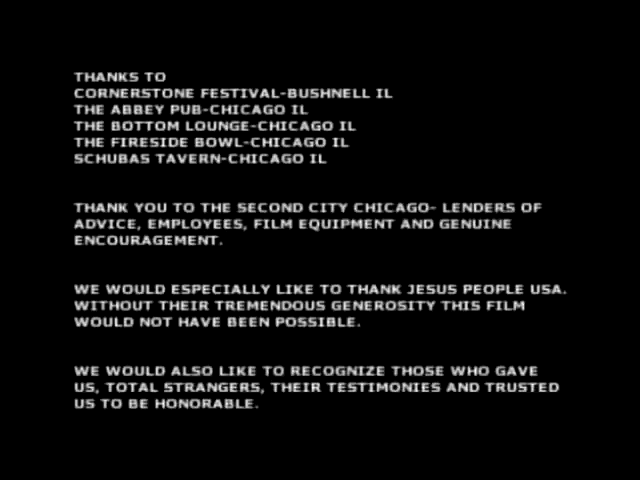 THANKS TO
CORNERSTONE FESTIVAL-BUSHNELL IL
THE ABBEY PUB-CHICAGO IL
THE BOTTOM LOUNGE-CHICAGO IL
THE FIRESIDE BOWL-CHICAGO IL
SCHUBAS TAVERN-CHICAGO IL
THANK YOU TO THE SECOND CITY CHICAGO- LENDERS OF
ADVICE, EMPLOYEES, FILM EQUIPMENT AND GENUINE
ENCOURAGEMENT.
WE WOULD ESPECIALLY LIKE TO THANK JESUS PEOPLE USA.
WITHOUT THEIR TREMENDOUS GENEROSITY THIS FILM
WOULD NOT HAVE BEEN POSSIBLE.
WE WOULD ALSO LIKE TO RECOGNIZE THOSE WHO GAVE
US, TOTAL STRANGERS, THEIR TESTIMONIES AND TRUSTED
US TO BE HONORABLE.